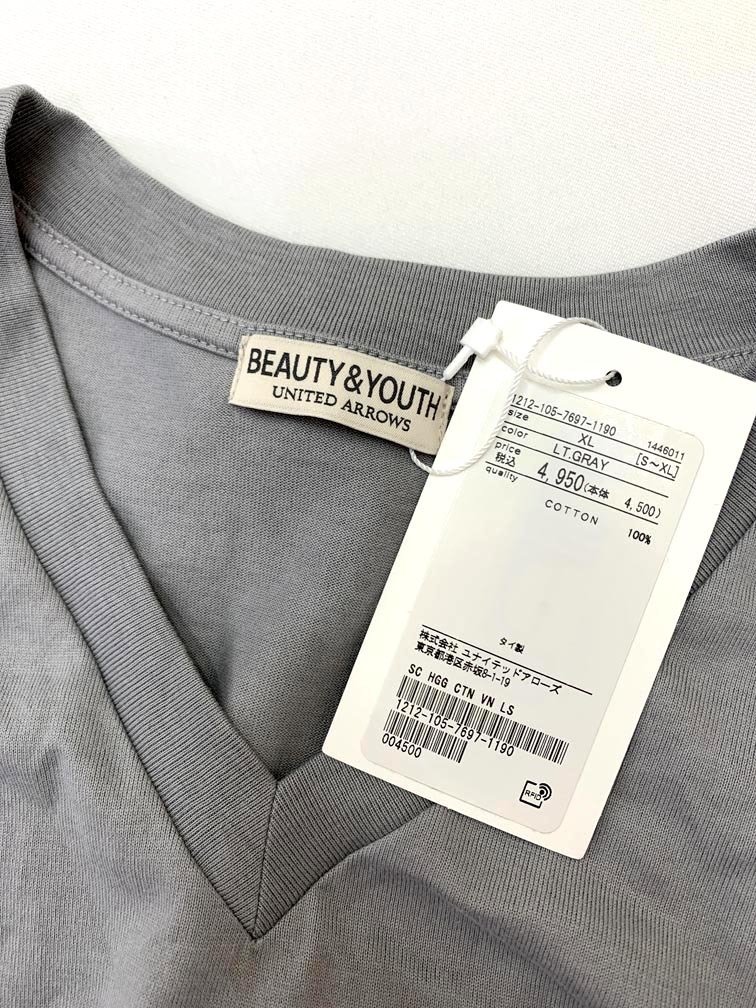 BEAUTY&YOUTH
UNITED ARROWS
1212-105-7697-1190
size XL 1446011
color LT.GRAY [S〜XL]
price
税込 4,950(本体 4,500)
quality
COTTON 100%
タイ製
株式会社 ユナイテッドアローズ
東京都港区赤坂8-1-19
SC HGG CTN VN LS
1212-105-7697-1190
004500
RFID